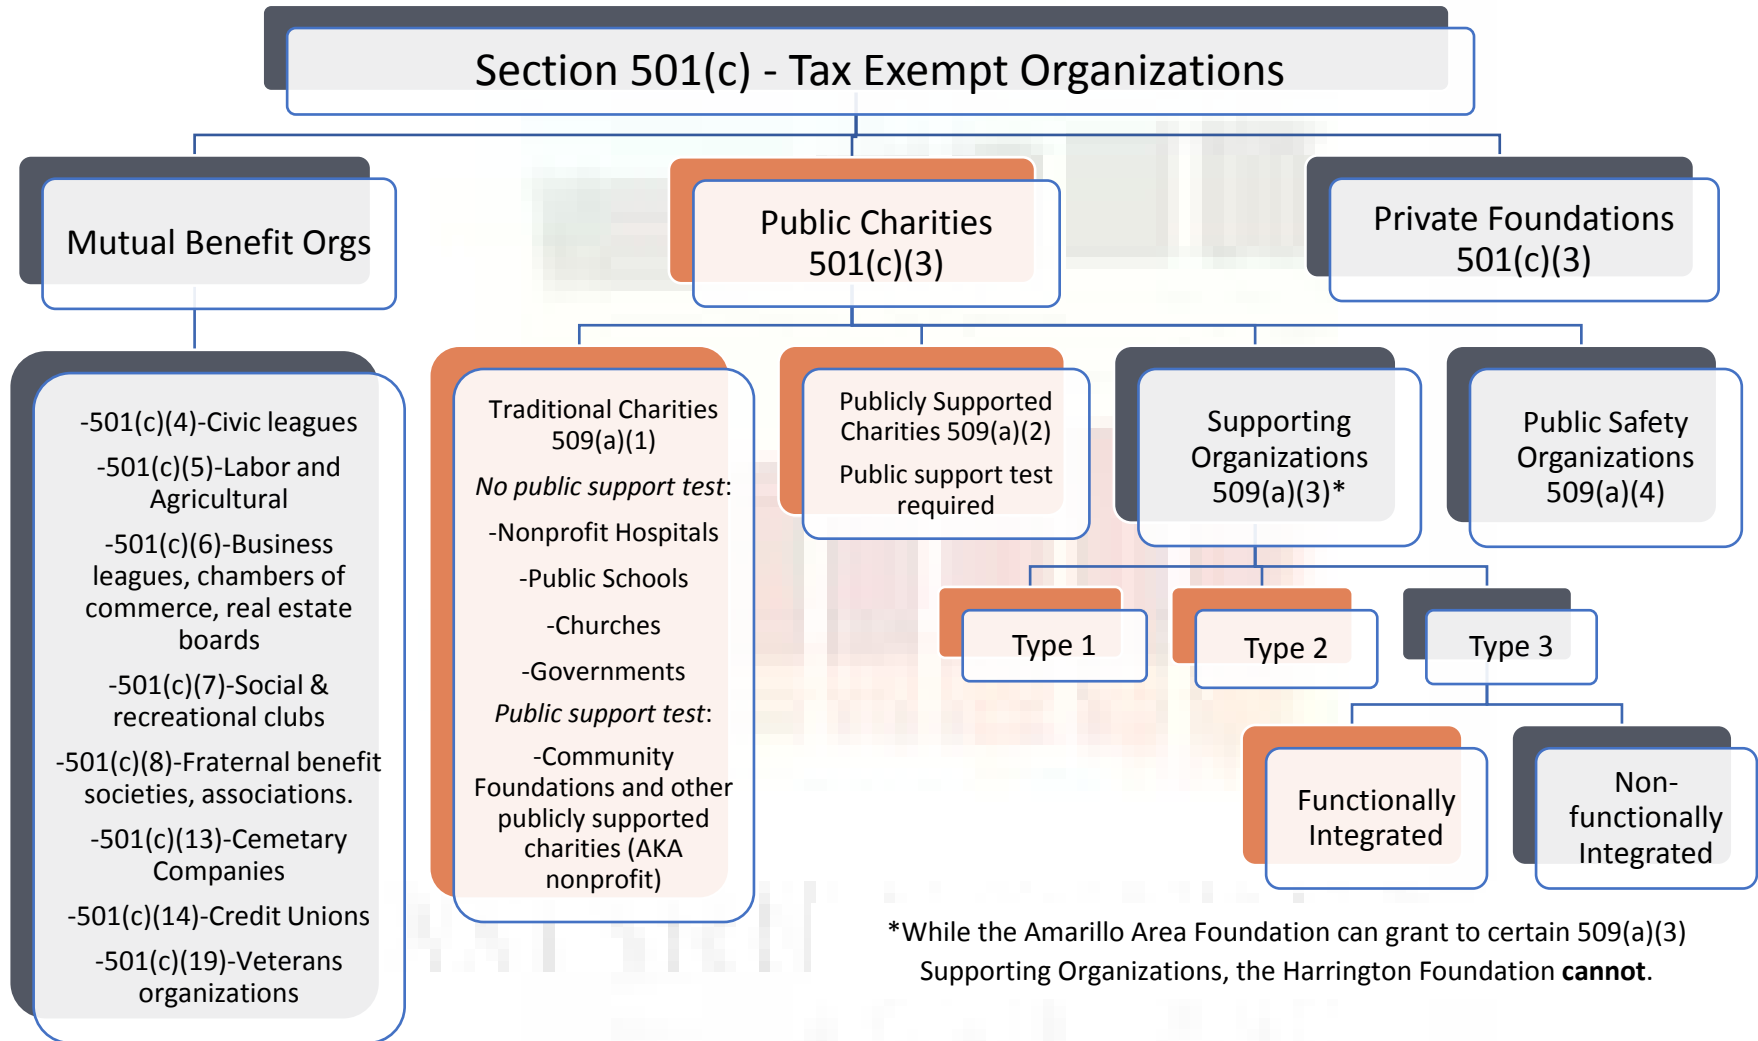 Section 501(c) - Tax Exempt Organizations
Mutual Benefit Orgs
Public Charities
501(c)(3)
Private Foundations
501(c)(3)
-501(c)(4)-Civic leagues
-501(c)(5)-Labor and
Agricultural
-501(c)(6)-Business
leagues, chambers of
commerce, real estate
boards
-501(c)(7)-Social &
recreational clubs
-501(c)(8)-Fraternal benefit
societies, associations.
-501(c)(13)-Cemetary
Companies
-501(c)(14)-Credit Unions
-501(c)(19)-Veterans
organizations
Traditional Charities
509(a)(1)
No public support test:
-Nonprofit Hospitals
-Public Schools
-Churches
-Governments
Public support test:
-Community
Foundations and other
publicly supported
charities (AKA
nonprofit)
Publicly Supported
Charities 509(a)(2)
Public support test
required
Supporting
Organizations
509(a)(3)*
Public Safety
Organizations
509(a)(4)
Type 1
Type 2
Type 3
Functionally
Integrated
Non-
functionally
Integrated
*While the Amarillo Area Foundation can grant to certain 509(a)(3)
Supporting Organizations, the Harrington Foundation cannot.